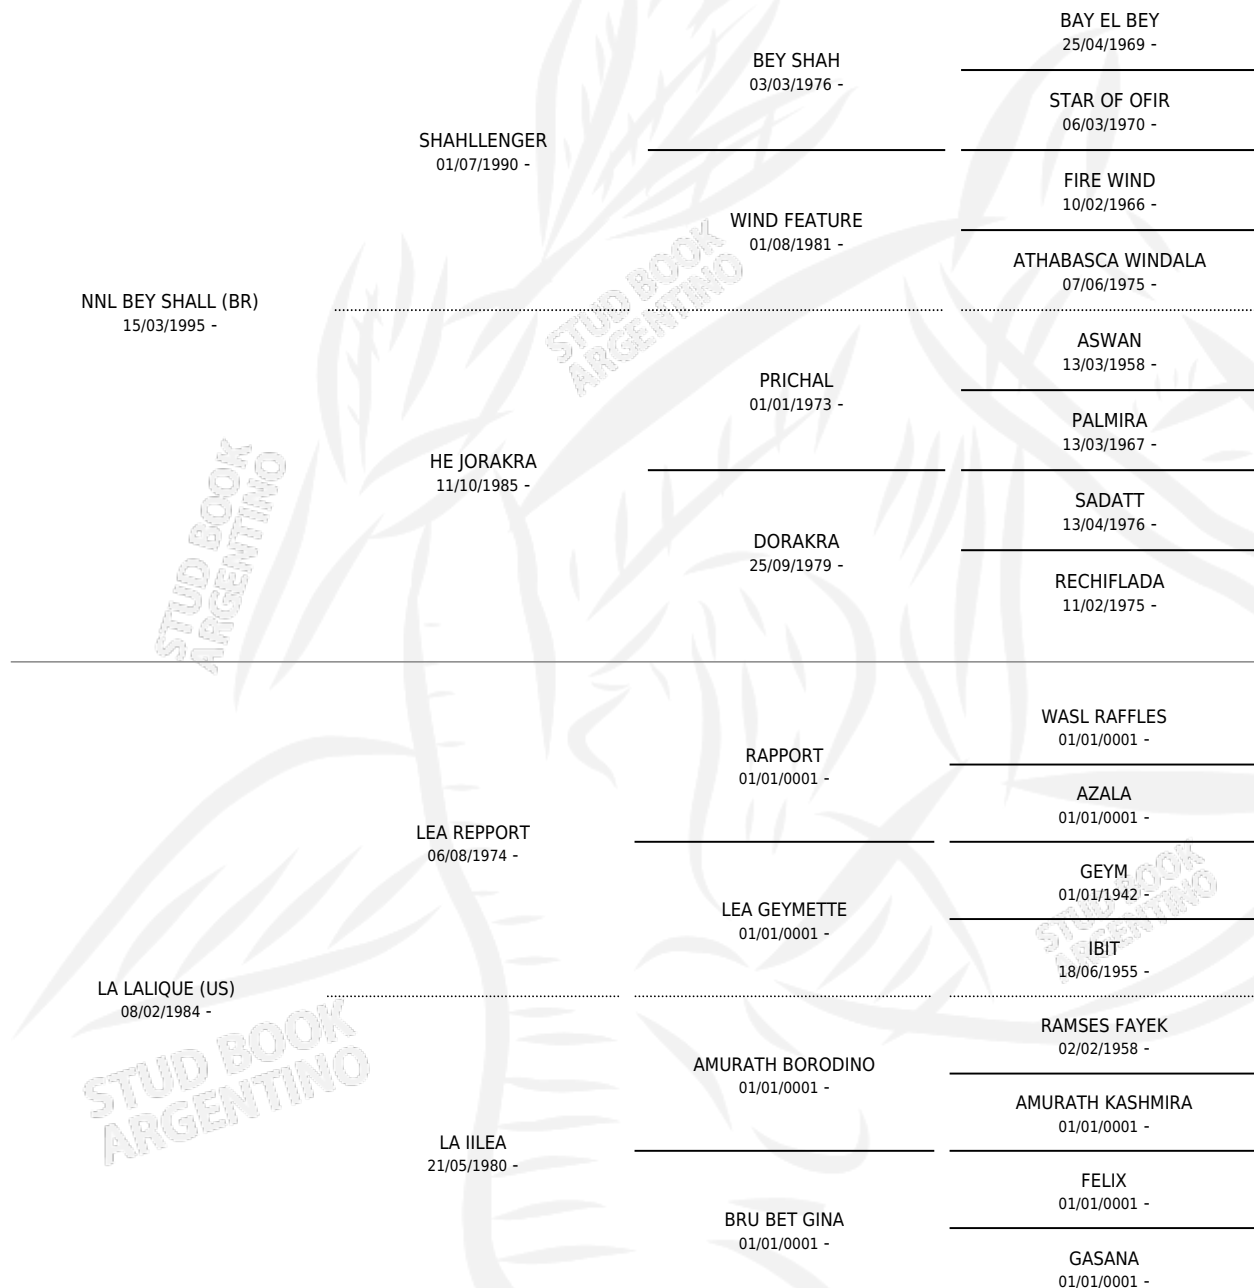 BAY EL BEY
25/04/1969 -
BEY SHAH
03/03/1976 -
STAR OF OFIR
06/03/1970 -
SHAHLLENGER
01/07/1990 -
FIRE WIND
10/02/1966 -
WIND FEATURE
01/08/1981 -
ATHABASCA WINDALA
07/06/1975 -
NNL BEY SHALL (BR)
15/03/1995 -
ASWAN
13/03/1958 -
PRICHAL
01/01/1973 -
PALMIRA
13/03/1967 -
HE JORAKRA
11/10/1985 -
SADATT
13/04/1976 -
DORAKRA
25/09/1979 -
RECHIFLADA
11/02/1975 -
STUD BOOK
ARGENTINO
STUD BOOK
ARGENTINO
WASL RAFFLES
01/01/0001 -
RAPPORT
01/01/0001 -
AZALA
01/01/0001 -
LEA REPPORT
06/08/1974 -
GEYM
01/01/1942 -
LEA GEYMETTE
01/01/0001 -
IBIT
18/06/1955 -
LA LALIQUE (US)
08/02/1984 -
RAMSES FAYEK
02/02/1958 -
AMURATH BORODINO
01/01/0001 -
AMURATH KASHMIRA
01/01/0001 -
LA IILEA
21/05/1980 -
FELIX
01/01/0001 -
BRU BET GINA
01/01/0001 -
GASANA
01/01/0001 -
STUD BOOK
ARGENTINO
STUD BOOK
ARGENTINO